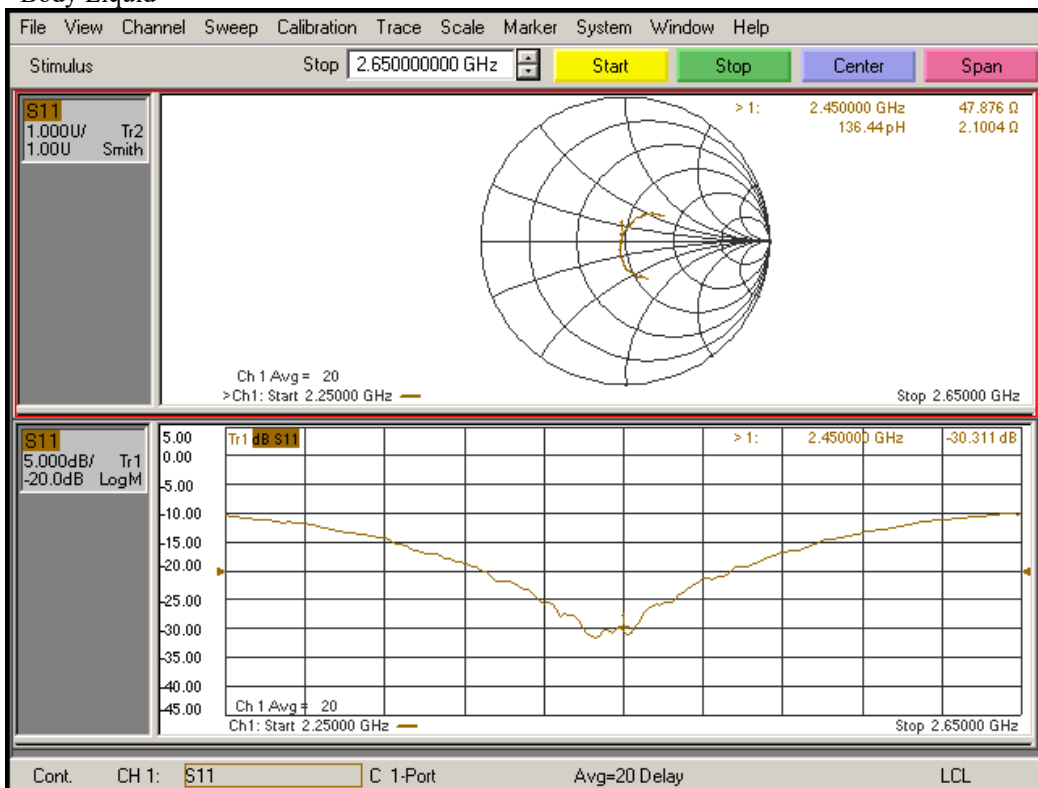 Body Liquid
File View Channel Sweep Calibration Trace Scale Marker System Window Help
Stimulus Stop 2.650000000 GHz Start Stop Center Span
S11
1.000U/ Tr2
1.00U Smith
> 1: 2.450000 GHz 47.876 Ω
136.44 pH 2.1004 Ω
Ch 1 Avg = 20
>Ch1: Start 2.25000 GHz Stop 2.65000 GHz
S11
5.000dB/ Tr1
-20.0dB LogM
Tr1 dB S11 > 1: 2.450000 GHz -30.311 dB
5.00
0.00
-5.00
-10.00
-15.00
-20.00
-25.00
-30.00
-35.00
-40.00
-45.00
Ch 1 Avg = 20
Ch1: Start 2.25000 GHz Stop 2.65000 GHz
Cont. CH 1: S11 C 1-Port Avg=20 Delay LCL